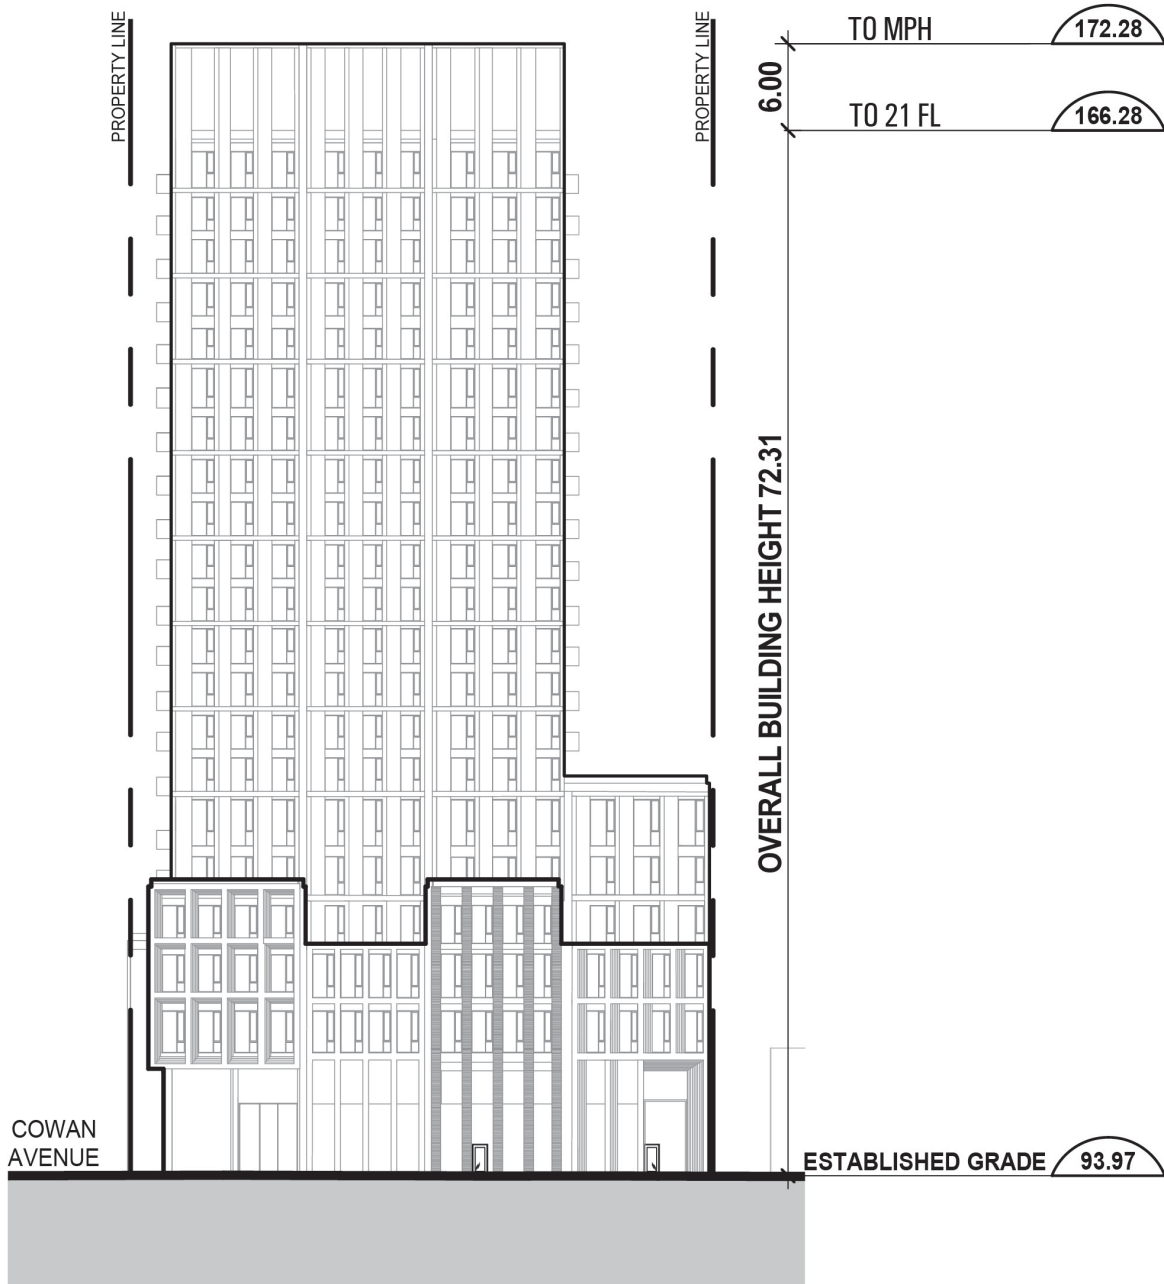 PROPERTY LINE
PROPERTY LINE
TO MPH
172.28
6.00
TO 21 FL
166.28
OVERALL BUILDING HEIGHT 72.31
COWAN
AVENUE
ESTABLISHED GRADE
93.97